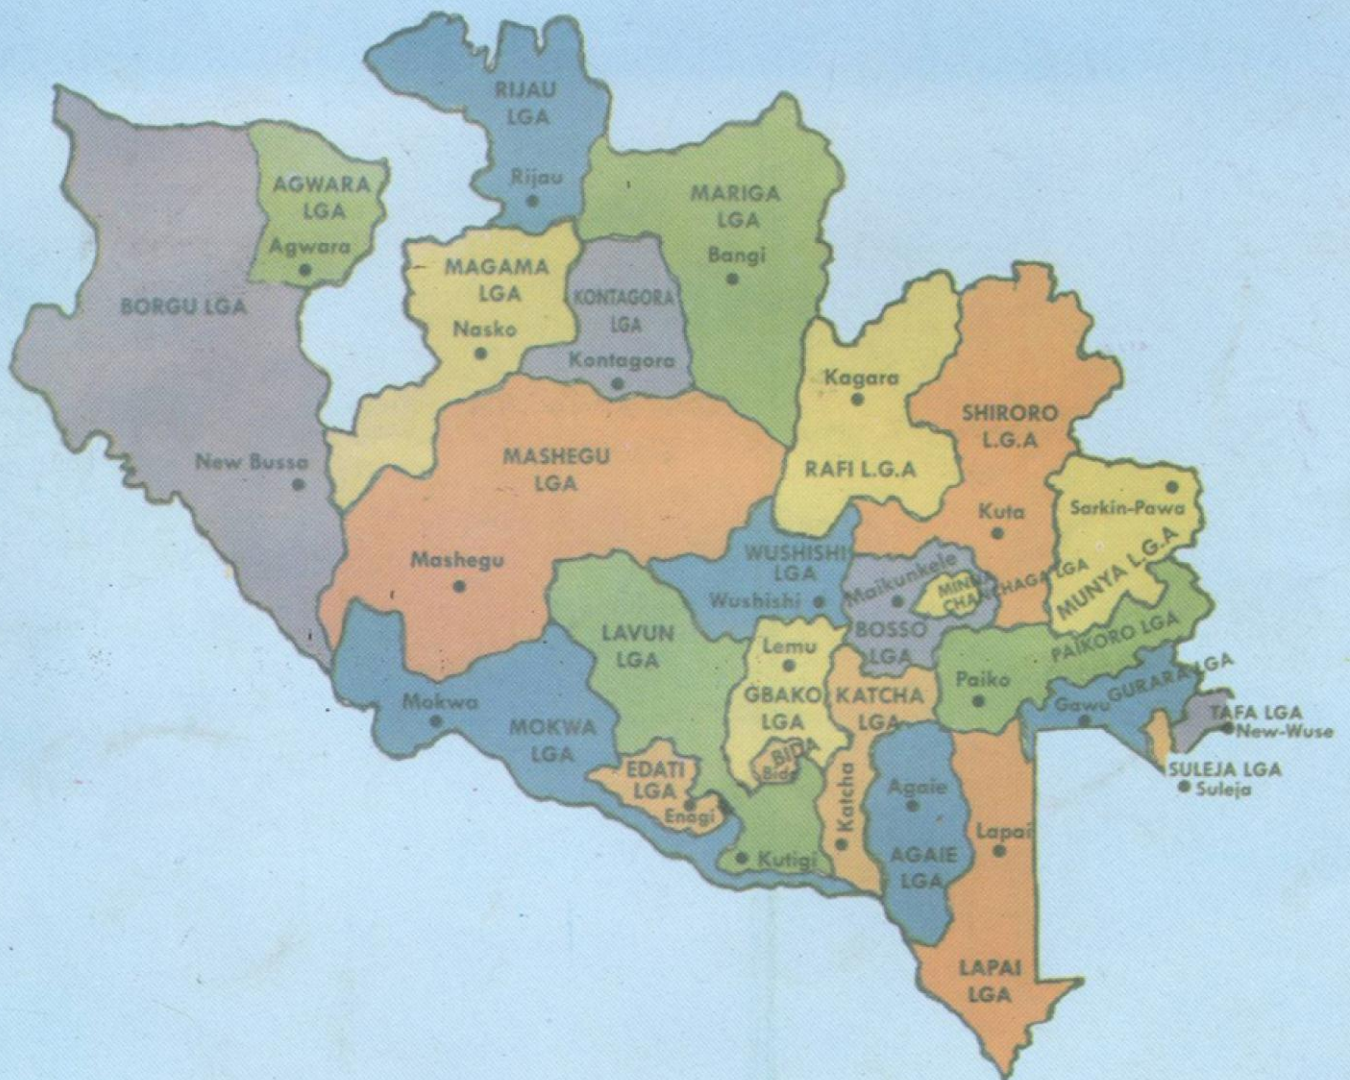 RIJAU
LGA
Rijau
AGWARA
LGA
Agwara
MARIGA
LGA
Bangi
MAGAMA
LGA
Nasko
KONTAGORA
LGA
Kontagora
BORGU LGA
New Bussa
Kagara
RAFI L.G.A
SHIRORO
L.G.A
Kuta
MASHEGU
LGA
Mashegu
Sarkin-Pawa
MUNYA L.G.A
WUSHISHI
LGA
Wushishi
Maikunkele
BOSSO
LGA
MINNA
CHANCHAGA LGA
LAVUN
LGA
Lemu
GBAKO
LGA
KATCHA
LGA
Katcha
Paiko
PAIKORO LGA
Gawu
GURARA LGA
TAFA LGA
New-Wuse
SULEJA LGA
Suleja
Mokwa
MOKWA
LGA
EDATI
LGA
Enagi
BIDA
Bida
Kutigi
Agaie
AGAIE
LGA
Lapai
LAPAI
LGA